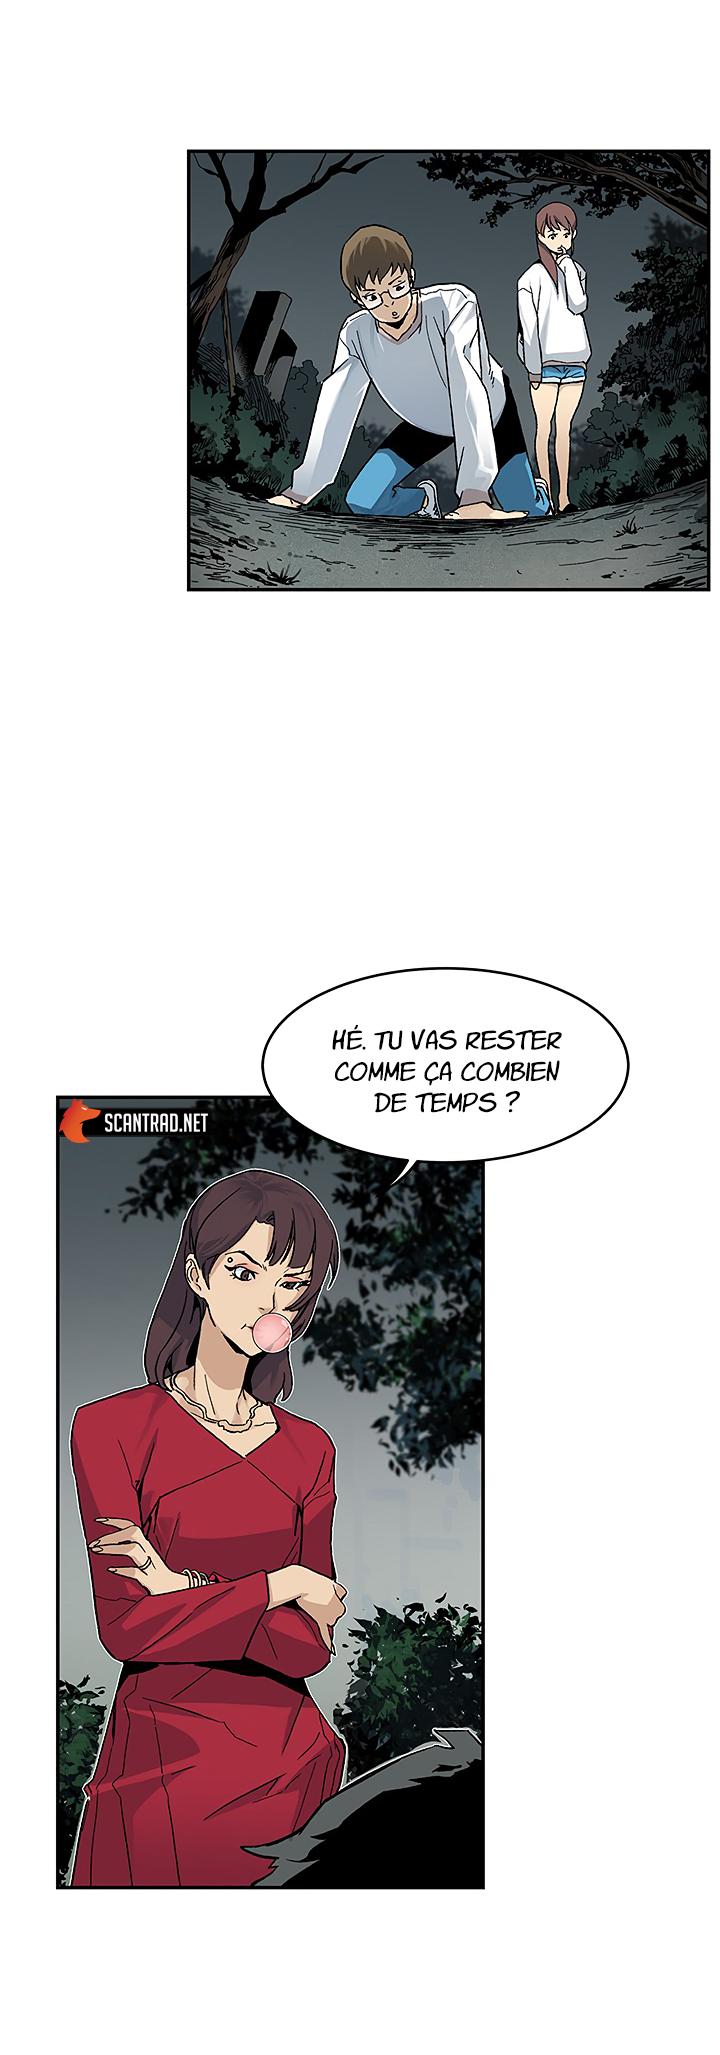 HÉ. TU VAS RESTER
COMME ÇA COMBIEN
DE TEMPS ?
SCANTRAD.NET